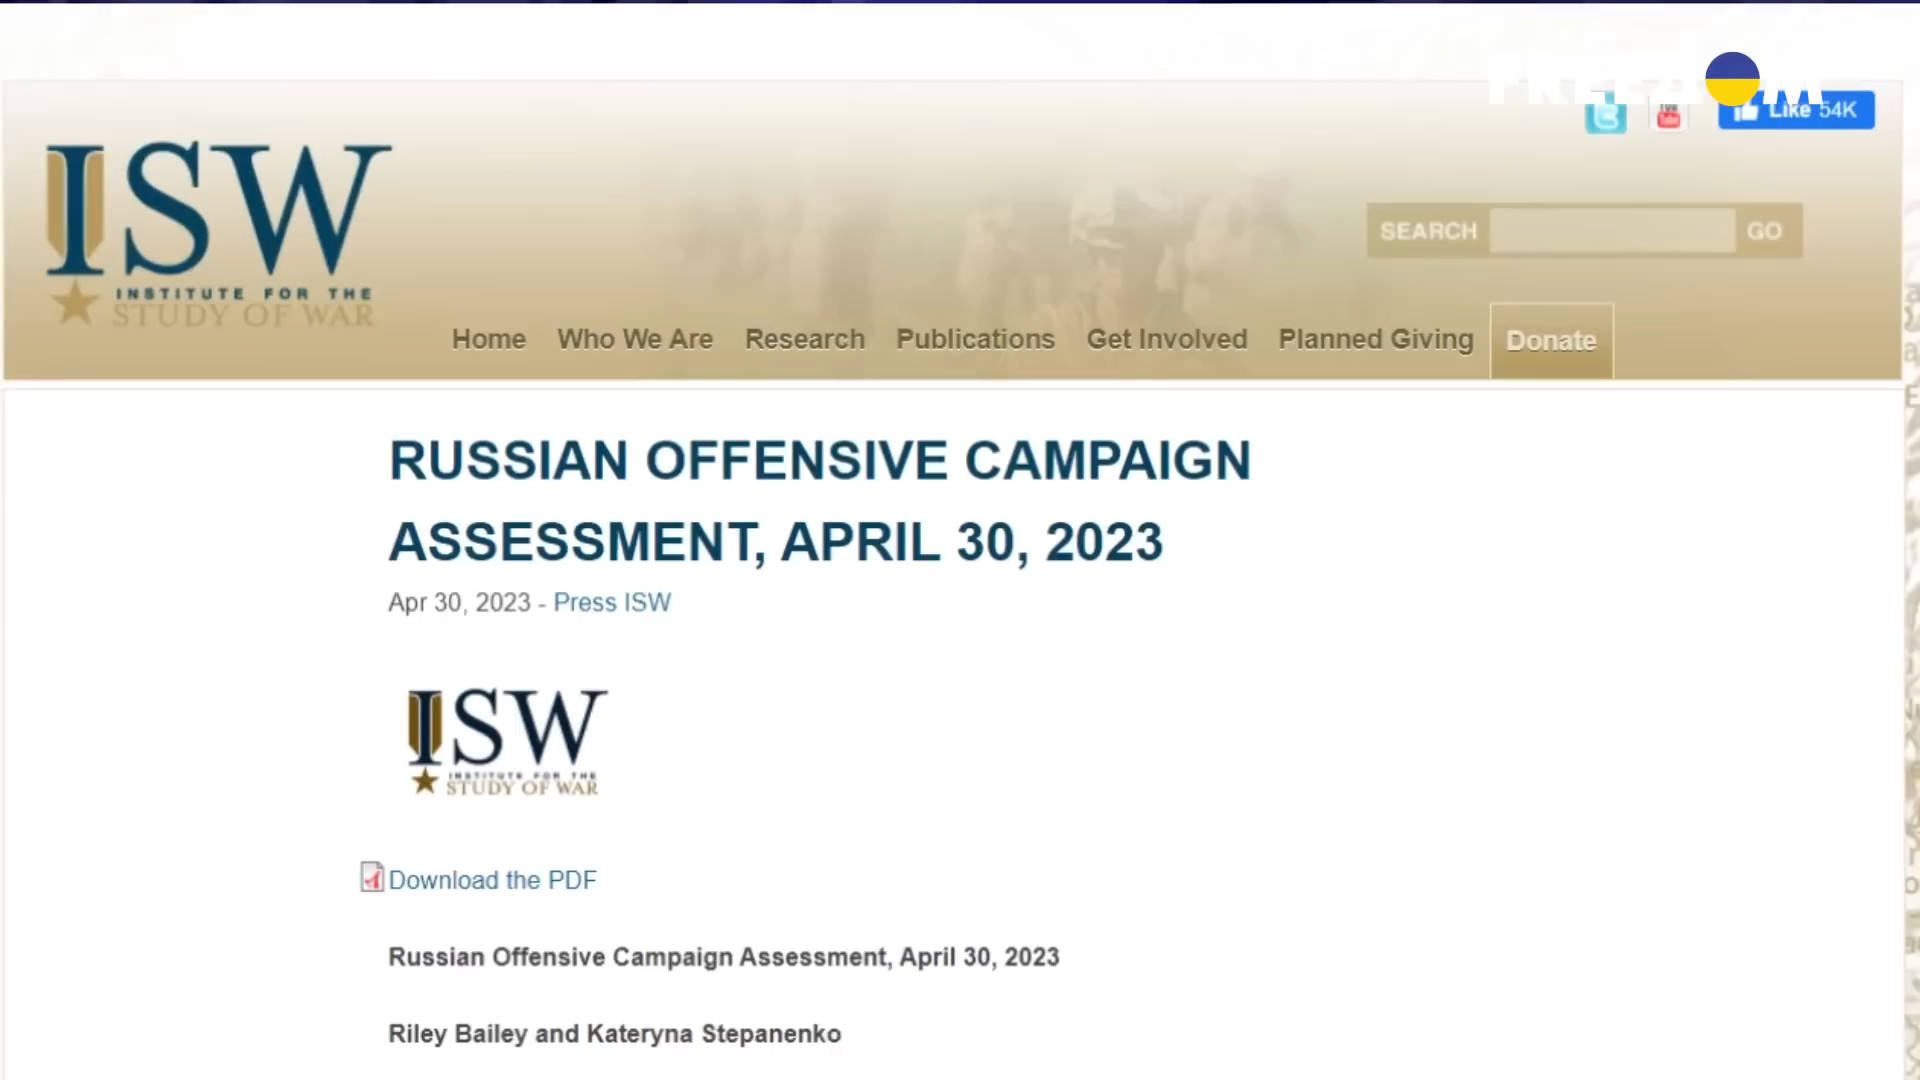 FREEДOM
Like 54K
ISW
INSTITUTE FOR THE
STUDY OF WAR
SEARCH
GO
Home
Who We Are
Research
Publications
Get Involved
Planned Giving
Donate
RUSSIAN OFFENSIVE CAMPAIGN
ASSESSMENT, APRIL 30, 2023
Apr 30, 2023 - Press ISW
ISW
INSTITUTE FOR THE
STUDY OF WAR
Download the PDF
Russian Offensive Campaign Assessment, April 30, 2023
Riley Bailey and Kateryna Stepanenko